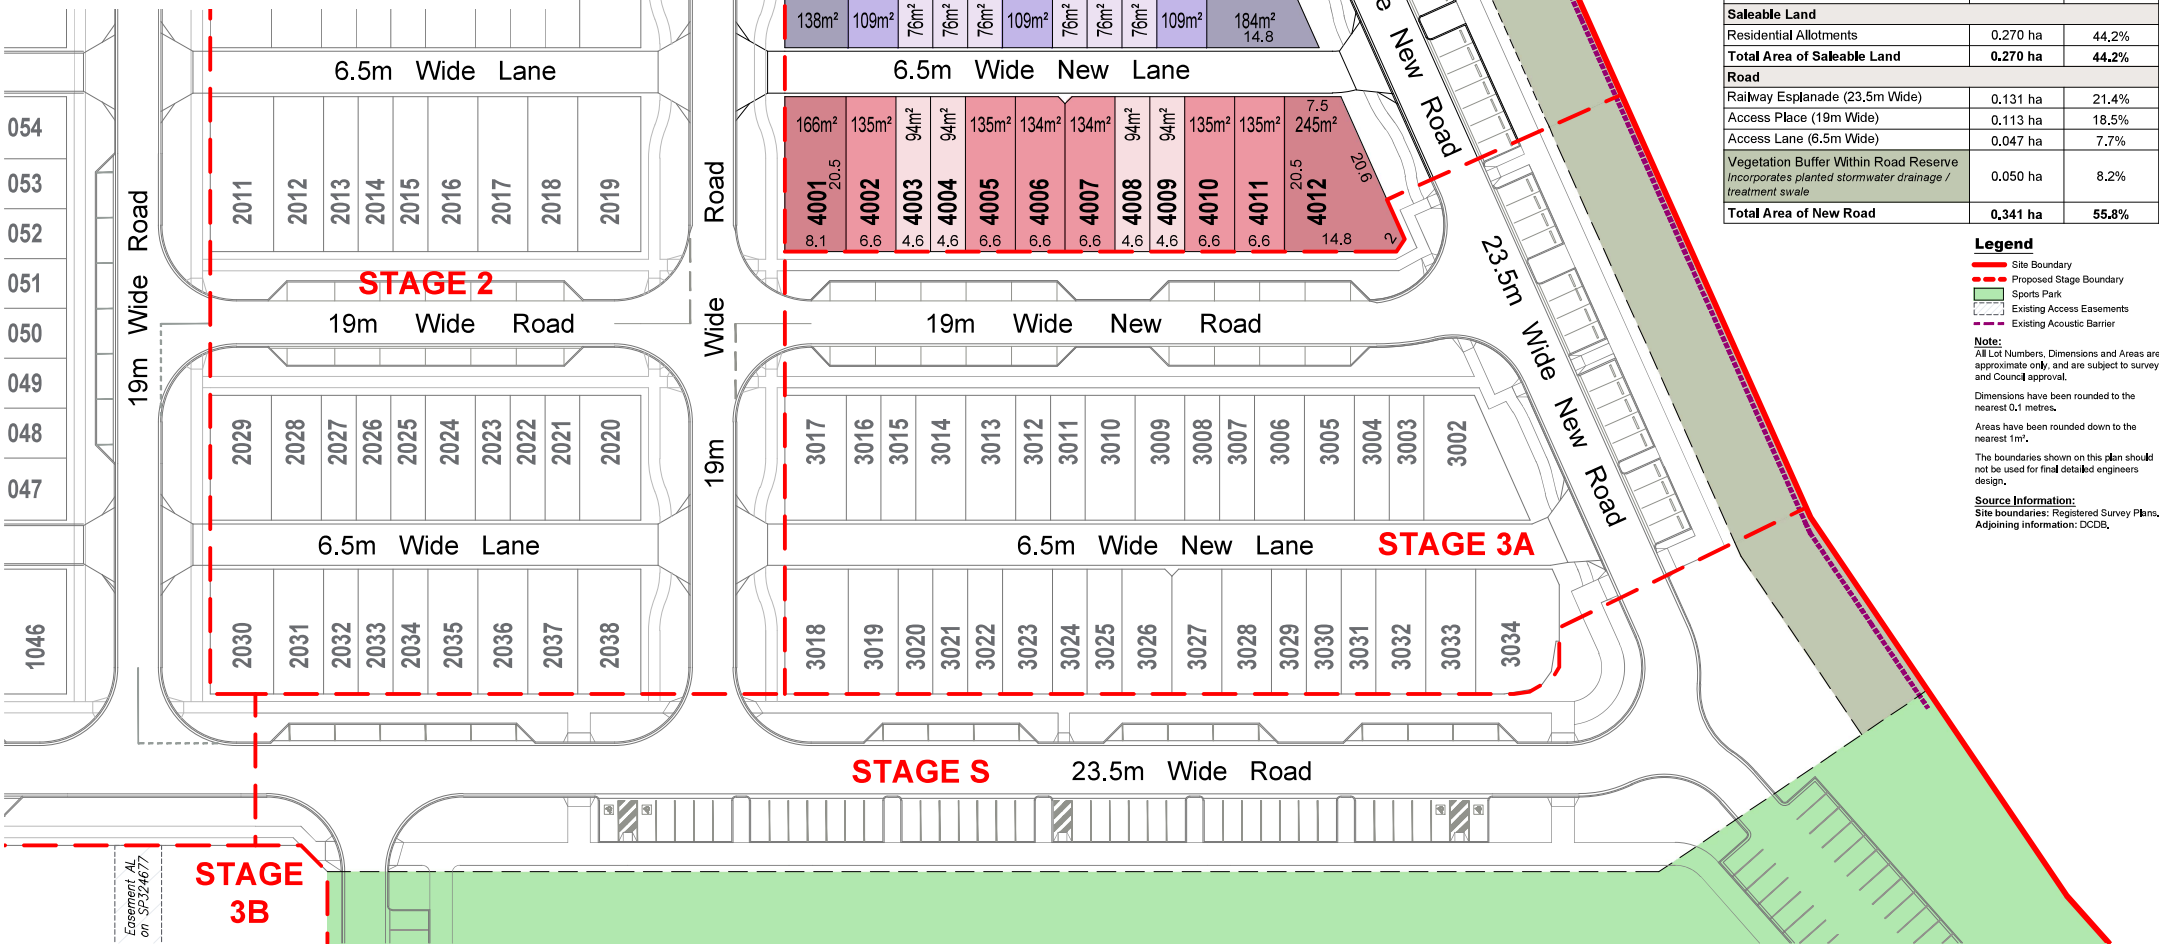 138m²
109m²
76m²
76m²
76m²
109m²
76m²
76m²
76m²
109m²
184m²
14.8
6.5m Wide Lane
6.5m Wide New Lane
e New Road
166m²
135m²
94m²
94m²
135m²
134m²
134m²
94m²
94m²
135m²
135m²
7.5
245m²
20.5
20.5
20.6
4001
4002
4003
4004
4005
4006
4007
4008
4009
4010
4011
4012
8.1
6.6
4.6
4.6
6.6
6.6
6.6
4.6
4.6
6.6
6.6
14.8
2
054
053
052
051
050
049
048
047
1046
19m Wide Road
2011
2012
2013
2014
2015
2016
2017
2018
2019
STAGE 2
19m Wide Road
19m Wide Road
19m Wide New Road
23.5m Wide New Road
2029
2028
2027
2026
2025
2024
2023
2022
2021
2020
3017
3016
3015
3014
3013
3012
3011
3010
3009
3008
3007
3006
3005
3004
3003
3002
6.5m Wide Lane
6.5m Wide New Lane
STAGE 3A
2030
2031
2032
2033
2034
2035
2036
2037
2038
3018
3019
3020
3021
3022
3023
3024
3025
3026
3027
3028
3029
3030
3031
3032
3033
3034
STAGE S
23.5m Wide Road
STAGE
3B
Easement AL
on SP324677
Saleable Land
Residential Allotments 0.270 ha 44.2%
Total Area of Saleable Land 0.270 ha 44.2%
Road
Railway Esplanade (23.5m Wide) 0.131 ha 21.4%
Access Place (19m Wide) 0.113 ha 18.5%
Access Lane (6.5m Wide) 0.047 ha 7.7%
Vegetation Buffer Within Road Reserve
Incorporates planted stormwater drainage /
treatment swale
0.050 ha 8.2%
Total Area of New Road 0.341 ha 55.8%
Legend
Site Boundary
Proposed Stage Boundary
Sports Park
Existing Access Easements
Existing Acoustic Barrier
Note:
All Lot Numbers, Dimensions and Areas are
approximate only, and are subject to survey
and Council approval.
Dimensions have been rounded to the
nearest 0.1 metres.
Areas have been rounded down to the
nearest 1m².
The boundaries shown on this plan should
not be used for final detailed engineers
design.
Source Information:
Site boundaries: Registered Survey Plans.
Adjoining information: DCDB.